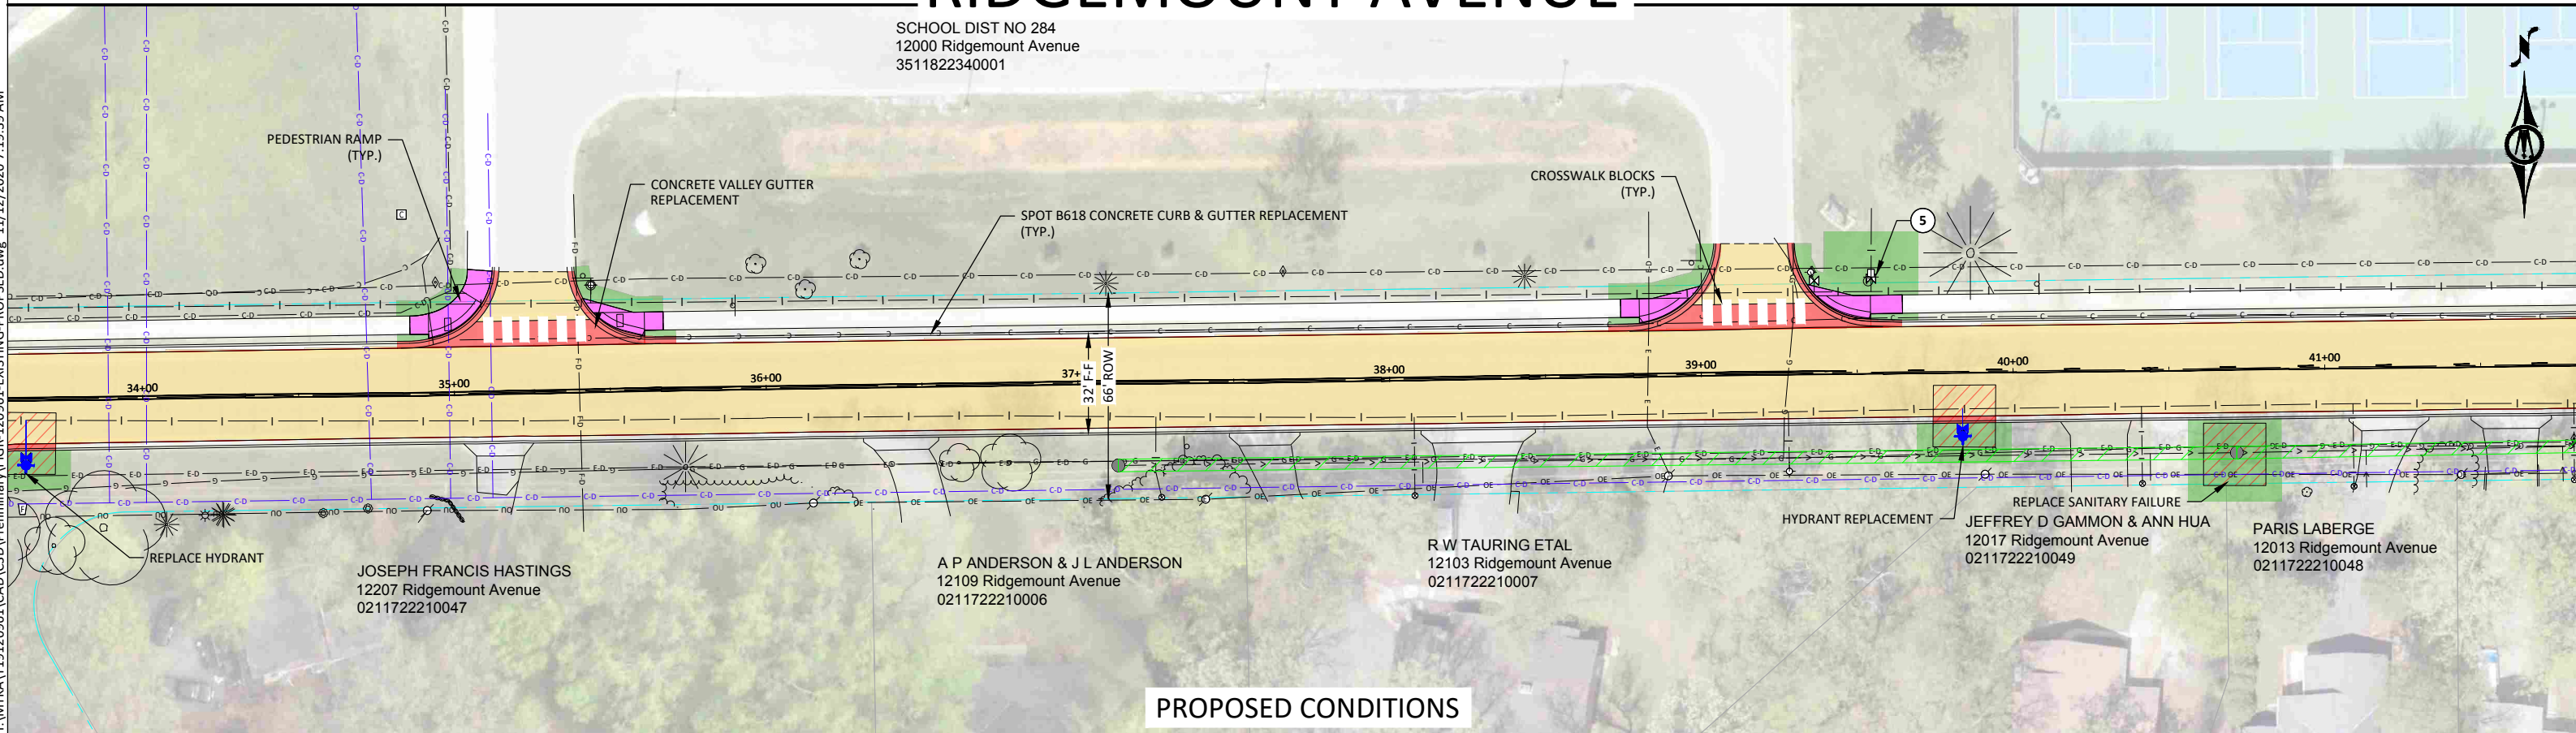 RIDGEMOUNT AVENUE
SCHOOL DIST NO 284
12000 Ridgemount Avenue
3511822340001
N
PEDESTRIAN RAMP
(TYP.)
CONCRETE VALLEY GUTTER
REPLACEMENT
SPOT B618 CONCRETE CURB & GUTTER REPLACEMENT
(TYP.)
CROSSWALK BLOCKS
(TYP.)
5
34+00
35+00
36+00
37+
38+00
39+00
40+00
41+00
32' F-F
66' ROW
REPLACE HYDRANT
JOSEPH FRANCIS HASTINGS
12207 Ridgemount Avenue
0211722210047
A P ANDERSON & J L ANDERSON
12109 Ridgemount Avenue
0211722210006
R W TAURING ETAL
12103 Ridgemount Avenue
0211722210007
HYDRANT REPLACEMENT
REPLACE SANITARY FAILURE
JEFFREY D GAMMON & ANN HUA
12017 Ridgemount Avenue
0211722210049
PARIS LABERGE
12013 Ridgemount Avenue
0211722210048
PROPOSED CONDITIONS